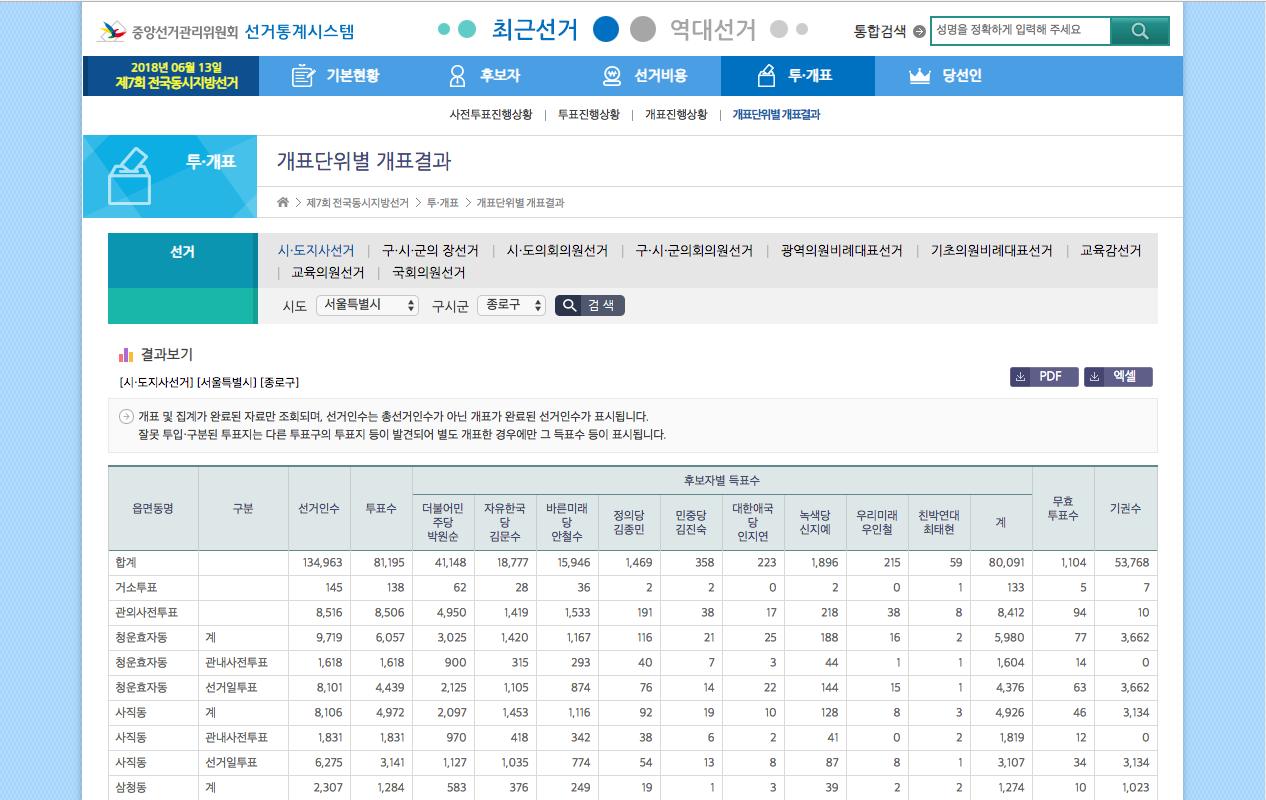 중앙선거관리위원회 선거통계시스템
최근선거 역대선거
통합검색 성명을 정확하게 입력해 주세요
2018년 06월 13일
제7회 전국동시지방선거
기본현황 후보자 선거비용 투·개표 당선인
사전투표진행상황 | 투표진행상황 | 개표진행상황 | 개표단위별 개표결과
투·개표
개표단위별 개표결과
> 제7회 전국동시지방선거 > 투·개표 > 개표단위별 개표결과
선거
시·도지사선거 | 구·시·군의 장선거 | 시·도의회의원선거 | 구·시·군의회의원선거 | 광역의원비례대표선거 | 기초의원비례대표선거 | 교육감선거
| 교육의원선거 | 국회의원선거
시도 서울특별시 구시군 종로구 검색
결과보기
[시·도지사선거] [서울특별시] [종로구]
PDF 엑셀
개표 및 집계가 완료된 자료만 조회되며, 선거인수는 총선거인수가 아닌 개표가 완료된 선거인수가 표시됩니다.
잘못 투입·구분된 투표지는 다른 투표구의 투표지 등이 발견되어 별도 개표한 경우에만 그 득표수 등이 표시됩니다.
읍면동명 구분 선거인수 투표수 후보자별 득표수 무효 투표수 기권수
더불어민주당 박원순 자유한국당 김문수 바른미래당 안철수 정의당 김종민 민중당 김진숙 대한애국당 인지연 녹색당 신지예 우리미래 우인철 친박연대 최태현 계
합계 134,963 81,195 41,148 18,777 15,946 1,469 358 223 1,896 215 59 80,091 1,104 53,768
거소투표 145 138 62 28 36 2 2 0 2 0 1 133 5 7
관외사전투표 8,516 8,506 4,950 1,419 1,533 191 38 17 218 38 8 8,412 94 10
청운효자동 계 9,719 6,057 3,025 1,420 1,167 116 21 25 188 16 2 5,980 77 3,662
청운효자동 관내사전투표 1,618 1,618 900 315 293 40 7 3 44 1 1 1,604 14 0
청운효자동 선거일투표 8,101 4,439 2,125 1,105 874 76 14 22 144 15 1 4,376 63 3,662
사직동 계 8,106 4,972 2,097 1,453 1,116 92 19 10 128 8 3 4,926 46 3,134
사직동 관내사전투표 1,831 1,831 970 418 342 38 6 2 41 0 2 1,819 12 0
사직동 선거일투표 6,275 3,141 1,127 1,035 774 54 13 8 87 8 1 3,107 34 3,134
삼청동 계 2,307 1,284 583 376 249 19 1 3 39 2 2 1,274 10 1,023